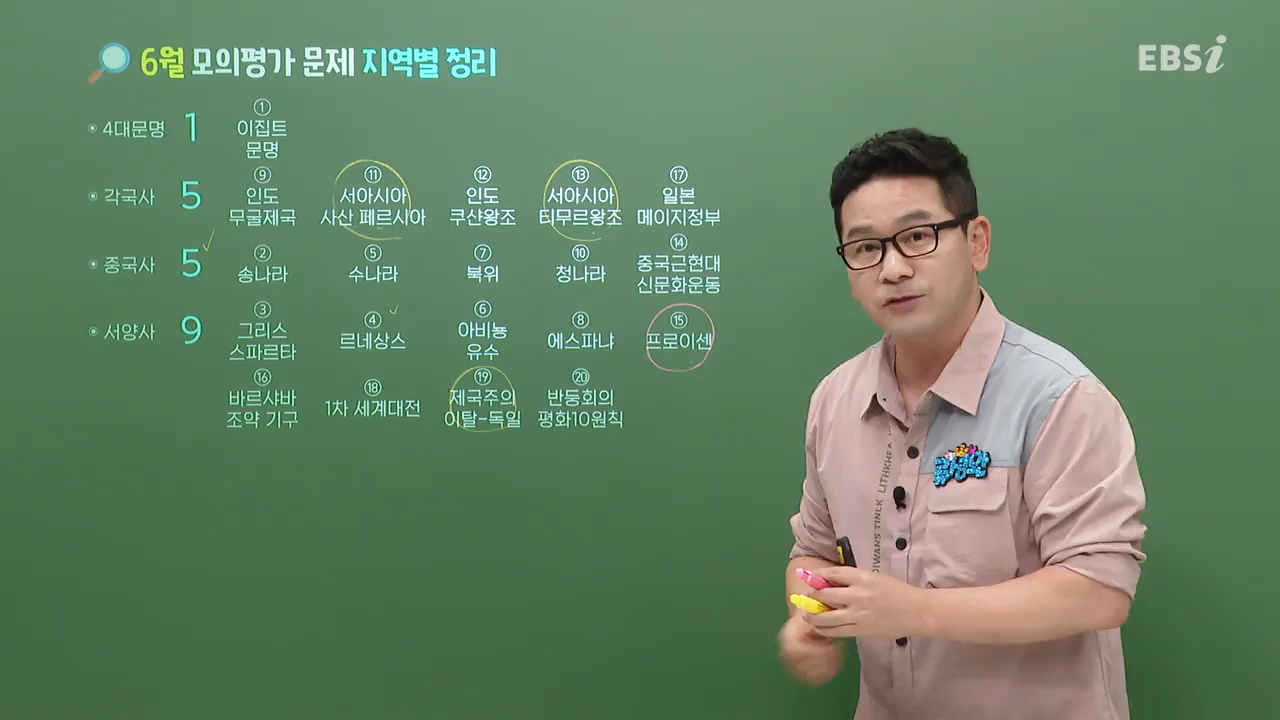 6월 모의평가 문제 지역별 정리
EBSi
4대문명 1
①
이집트
문명
각국사 5
⑨
인도
무굴제국
⑪
서아시아
사산 페르시아
⑫
인도
쿠샨왕조
⑬
서아시아
티무르왕조
⑰
일본
메이지정부
중국사 5
②
송나라
⑤
수나라
⑦
북위
⑩
청나라
⑭
중국근현대
신문화운동
서양사 9
③
그리스
스파르타
④
르네상스
⑥
아비뇽
유수
⑧
에스파냐
⑮
프로이센
⑯
바르샤바
조약 기구
⑱
1차 세계대전
⑲
제국주의
이탈-독일
⑳
반둥회의
평화10원칙